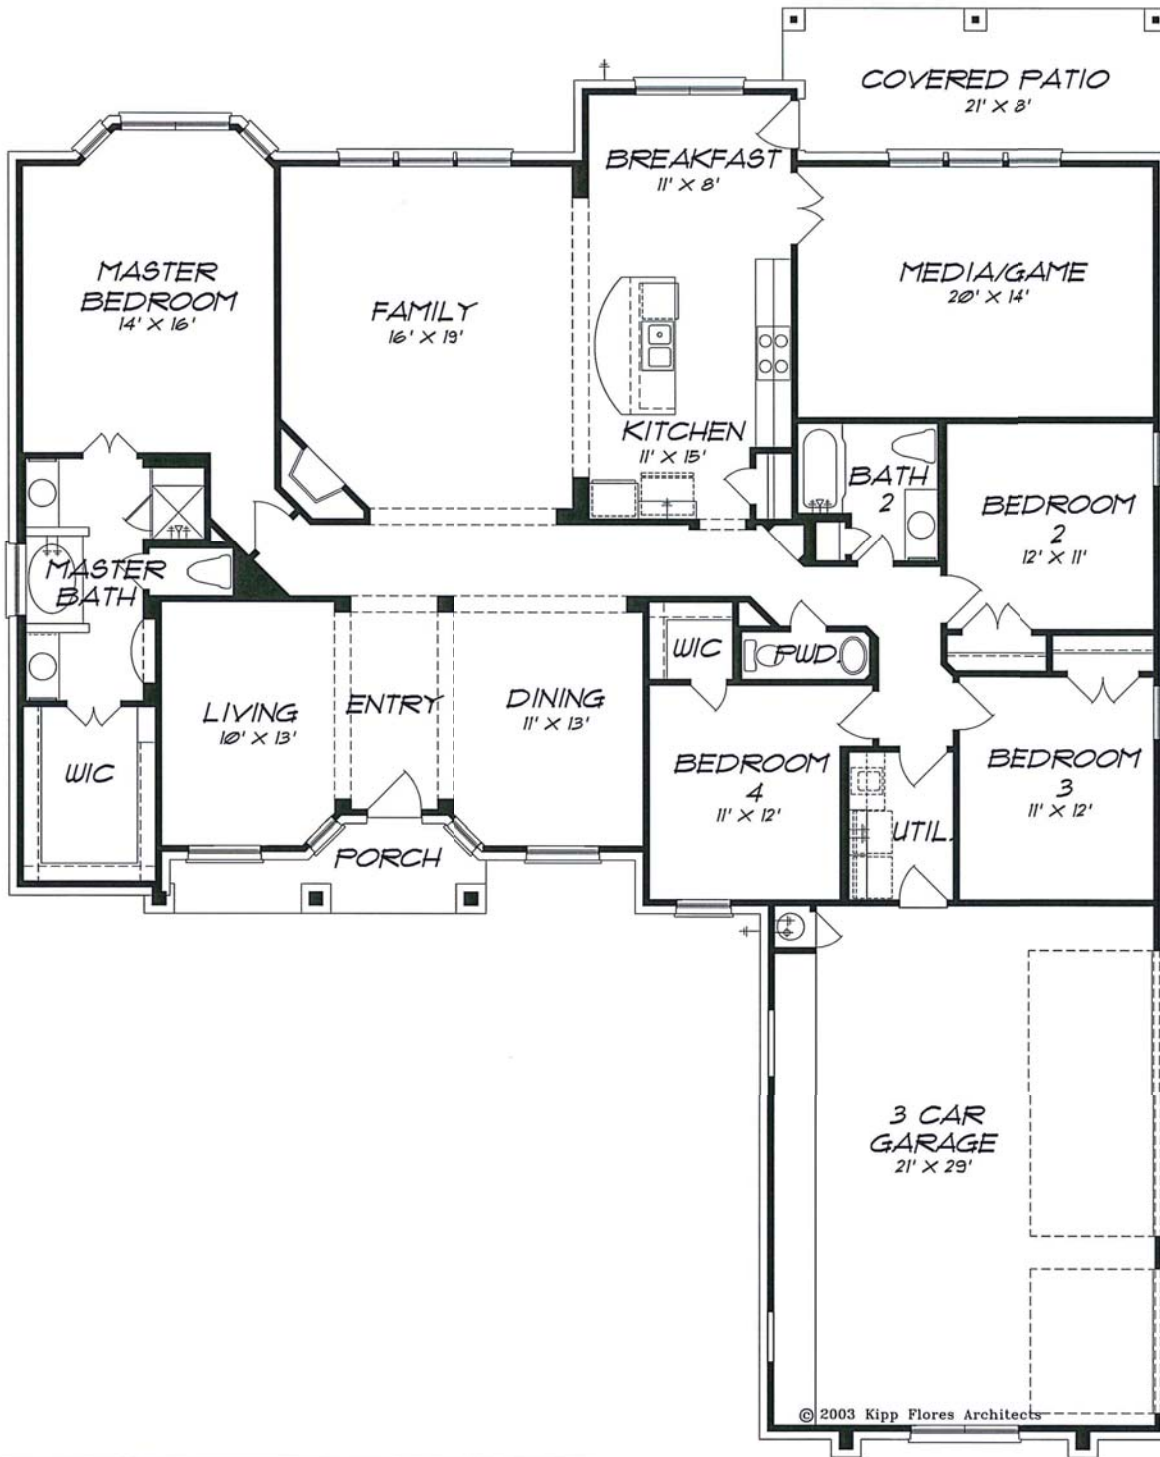 COVERED PATIO
21' X 8'
BREAKFAST
11' X 8'
MASTER
BEDROOM
14' X 16'
FAMILY
16' X 19'
MEDIA/GAME
20' X 14'
KITCHEN
11' X 15'
BATH
2
BEDROOM
2
12' X 11'
MASTER
BATH
WIC
PWD.
LIVING
10' X 13'
ENTRY
DINING
11' X 13'
WIC
BEDROOM
4
11' X 12'
BEDROOM
3
11' X 12'
UTIL.
PORCH
3 CAR
GARAGE
21' X 29'
© 2003 Kipp Flores Architects